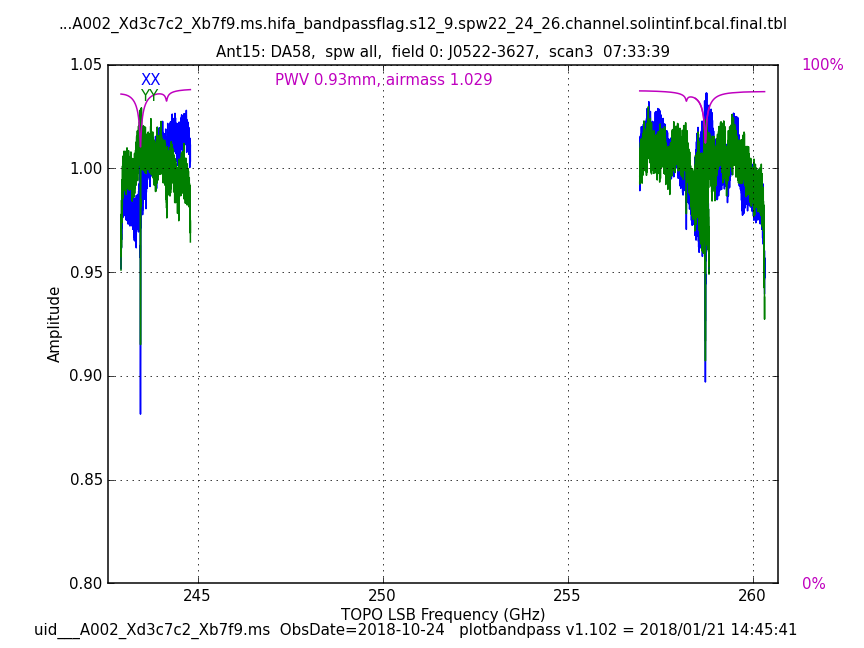 ...A002_Xd3c7c2_Xb7f9.ms.hifa_bandpassflag.s12_9.spw22_24_26.channel.solintinf.bcal.final.tbl
Ant15: DA58,  spw all,  field 0: J0522-3627,  scan3  07:33:39
1.05
XX
YY
PWV 0.93mm, airmass 1.029
100%
1.00
0.95
Amplitude
0.90
0.85
0.80
0%
245
250
255
260
TOPO LSB Frequency (GHz)
uid___A002_Xd3c7c2_Xb7f9.ms  ObsDate=2018-10-24   plotbandpass v1.102 = 2018/01/21 14:45:41